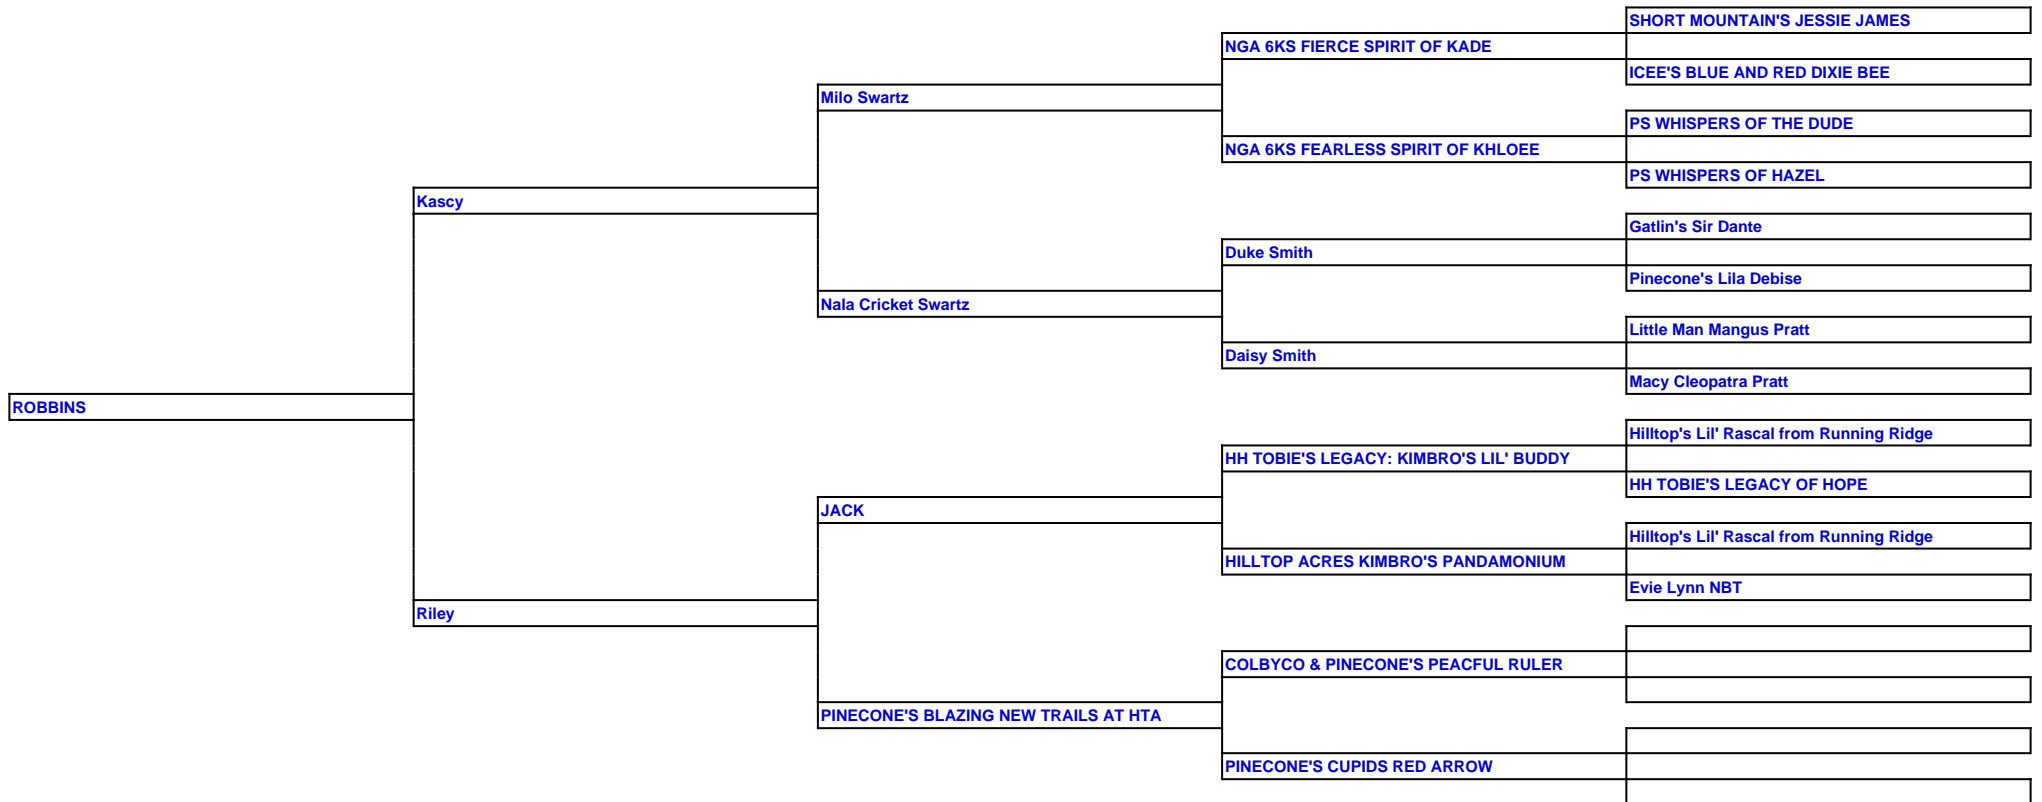 SHORT MOUNTAIN'S JESSIE JAMES
NGA 6KS FIERCE SPIRIT OF KADE
ICEE'S BLUE AND RED DIXIE BEE
Milo Swartz
PS WHISPERS OF THE DUDE
NGA 6KS FEARLESS SPIRIT OF KHLOEE
PS WHISPERS OF HAZEL
Kascy
Gatlin's Sir Dante
Duke Smith
Pinecone's Lila Debise
Nala Cricket Swartz
Little Man Mangus Pratt
Daisy Smith
Macy Cleopatra Pratt
ROBBINS
Hilltop's Lil' Rascal from Running Ridge
HH TOBIE'S LEGACY: KIMBRO'S LIL' BUDDY
HH TOBIE'S LEGACY OF HOPE
JACK
Hilltop's Lil' Rascal from Running Ridge
HILLTOP ACRES KIMBRO'S PANDAMONIUM
Evie Lynn NBT
Riley
COLBYCO & PINECONE'S PEACFUL RULER
PINECONE'S BLAZING NEW TRAILS AT HTA
PINECONE'S CUPIDS RED ARROW